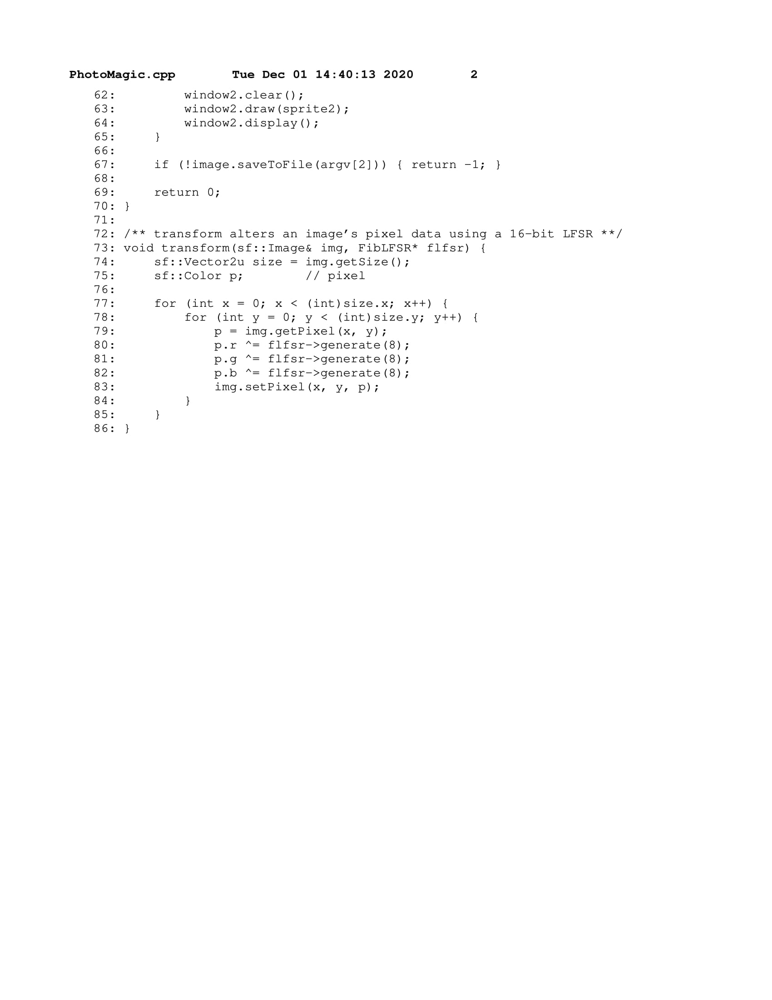 PhotoMagic.cpp        Tue Dec 01 14:40:13 2020        2
62:         window2.clear();
63:         window2.draw(sprite2);
64:         window2.display();
65:     }
66:
67:     if (!image.saveToFile(argv[2])) { return -1; }
68:
69:     return 0;
70: }
71:
72: /** transform alters an image’s pixel data using a 16-bit LFSR **/
73: void transform(sf::Image& img, FibLFSR* flfsr) {
74:     sf::Vector2u size = img.getSize();
75:     sf::Color p;        // pixel
76:
77:     for (int x = 0; x < (int)size.x; x++) {
78:         for (int y = 0; y < (int)size.y; y++) {
79:             p = img.getPixel(x, y);
80:             p.r ^= flfsr->generate(8);
81:             p.g ^= flfsr->generate(8);
82:             p.b ^= flfsr->generate(8);
83:             img.setPixel(x, y, p);
84:         }
85:     }
86: }